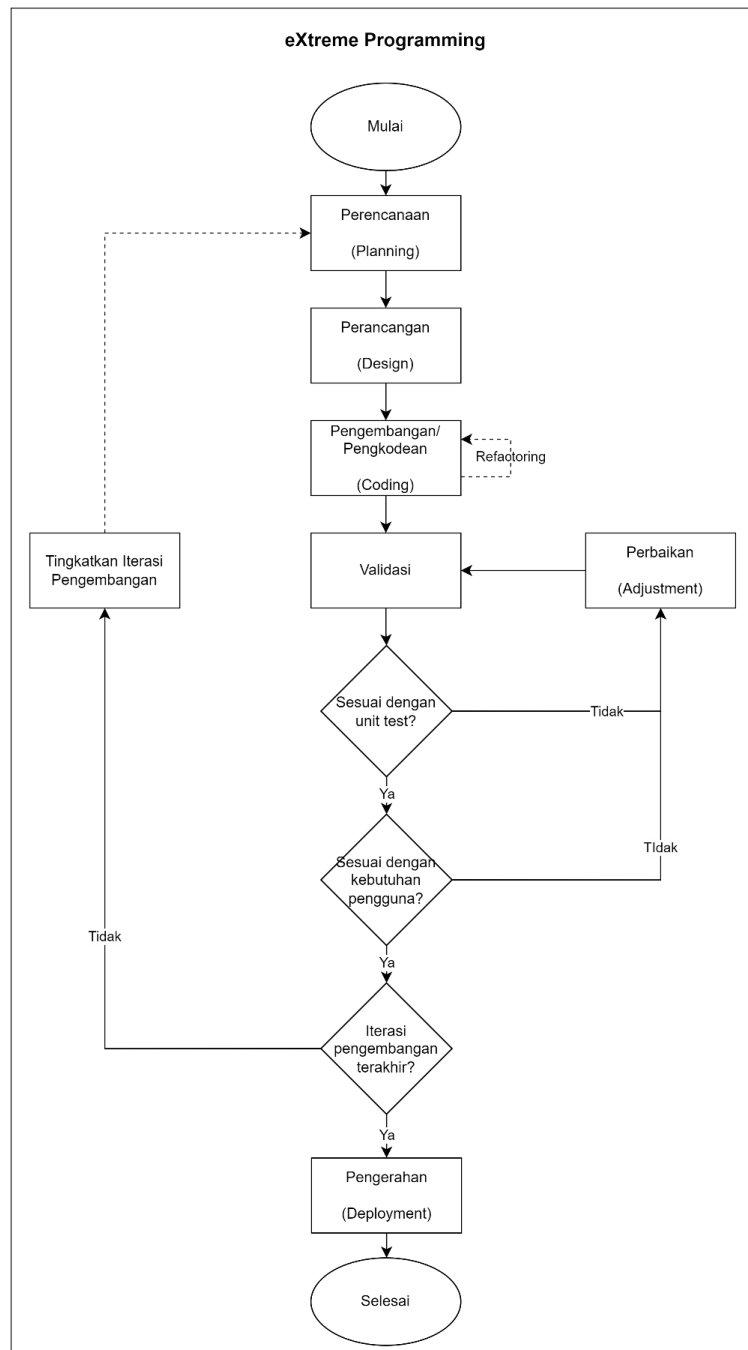 eXtreme Programming
Mulai
Perencanaan
(Planning)
Perancangan
(Design)
Pengembangan/
Pengkodean
(Coding)
Refactoring
Tingkatkan Iterasi
Pengembangan
Validasi
Perbaikan
(Adjustment)
Sesuai dengan
unit test?
Tidak
Ya
Sesuai dengan
kebutuhan
pengguna?
TIdak
Ya
Tidak
Iterasi
pengembangan
terakhir?
Ya
Pengerahan
(Deployment)
Selesai